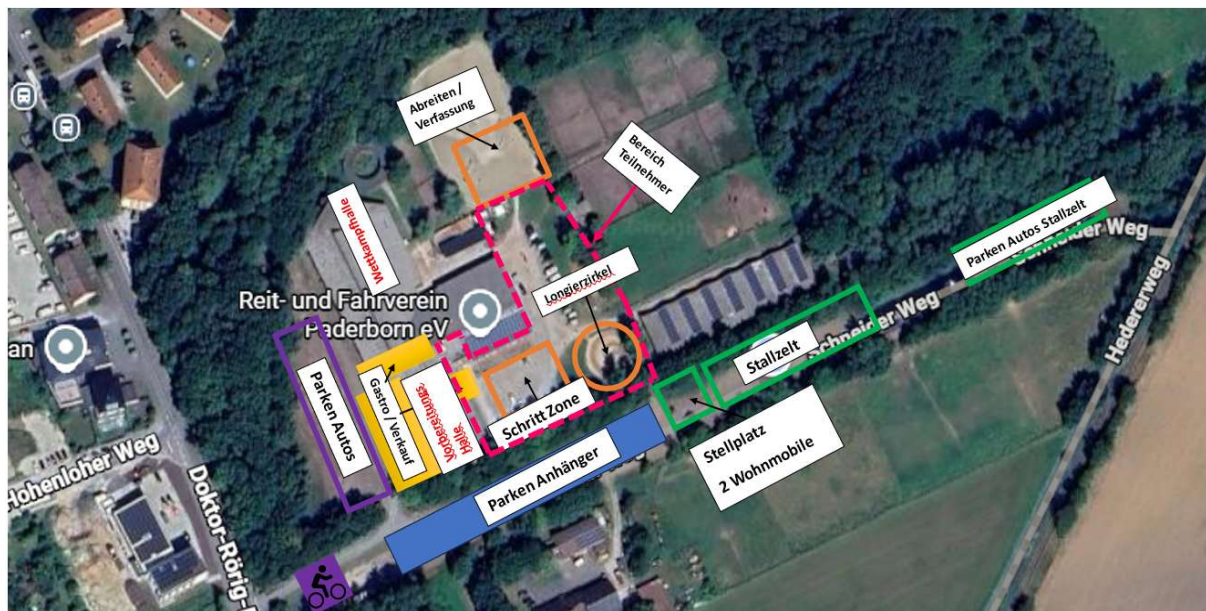 Abreiten /
Verfassung
Bereich
Teilnehmer
Wettkampfhalle
Parken Autos Stallzelt
Schneider Weg
Longierzirkel
Reit- und Fahrverein
Paderborn eV
Hedererweg
Schneider Weg
Stallzelt
Parken Autos
Gastro / Verkauf
Vorbereitungs.
Halle.
Schritt Zone
Stellplatz
2 Wohnmobile
Parken Anhänger
Hohenloher Weg
Doktor-Rörig-
an